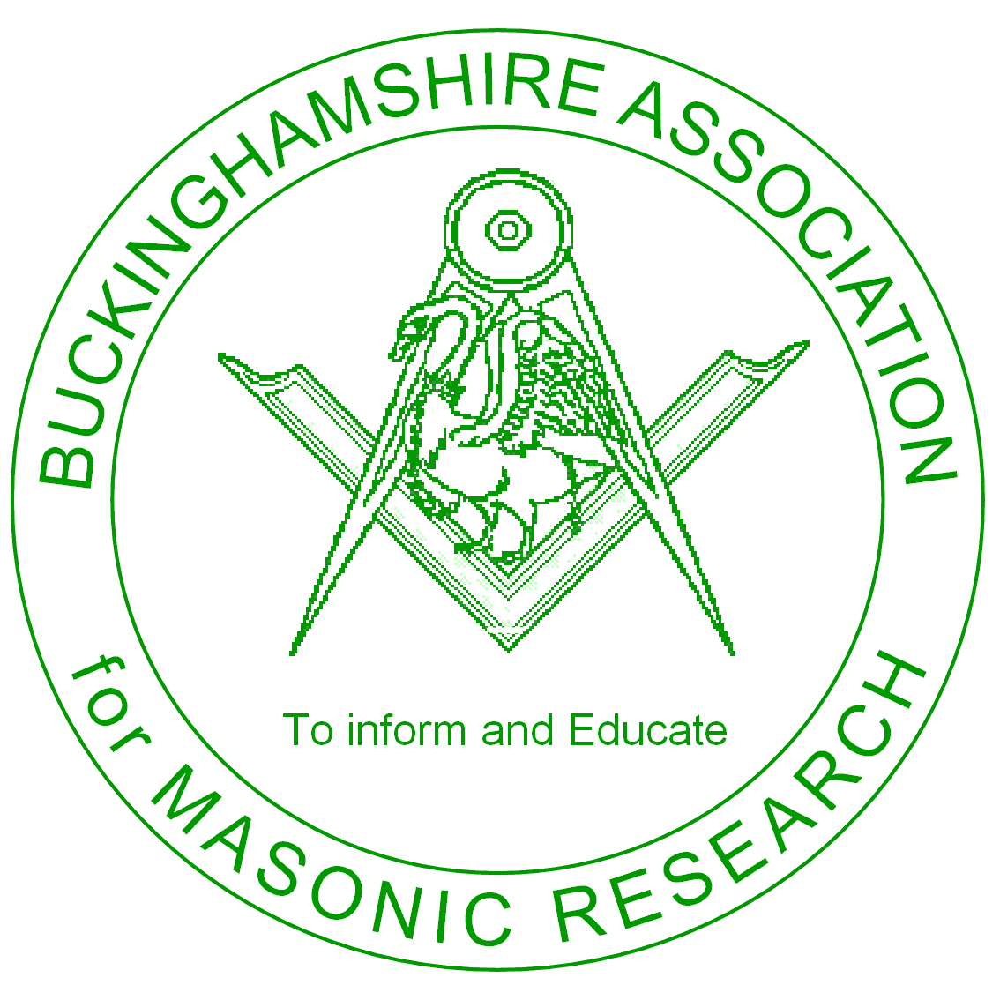 BUCKINGHAMSHIRE ASSOCIATION
for MASONIC RESEARCH
To inform and Educate